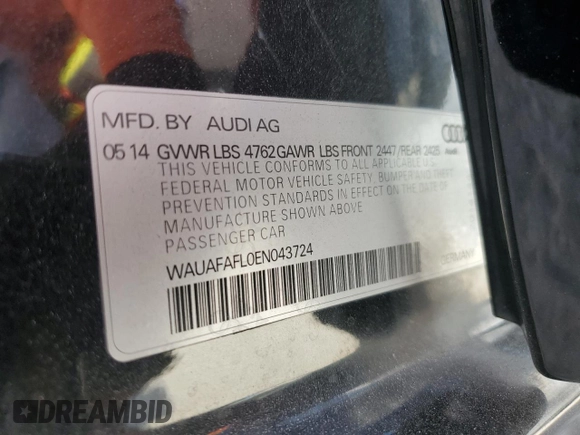 MFD. BY AUDI AG
05 14 GVWR LBS 4762 GAWR LBS FRONT 2447/REAR 2425 Audi
THIS VEHICLE CONFORMS TO ALL APPLICABLE U.S.
FEDERAL MOTOR VEHICLE SAFETY, BUMPER AND THEFT
PREVENTION STANDARDS IN EFFECT ON THE DATE OF
MANUFACTURE SHOWN ABOVE
PASSENGER CAR
WAUAFAFL0EN043724
GERMANY
DREAMBID